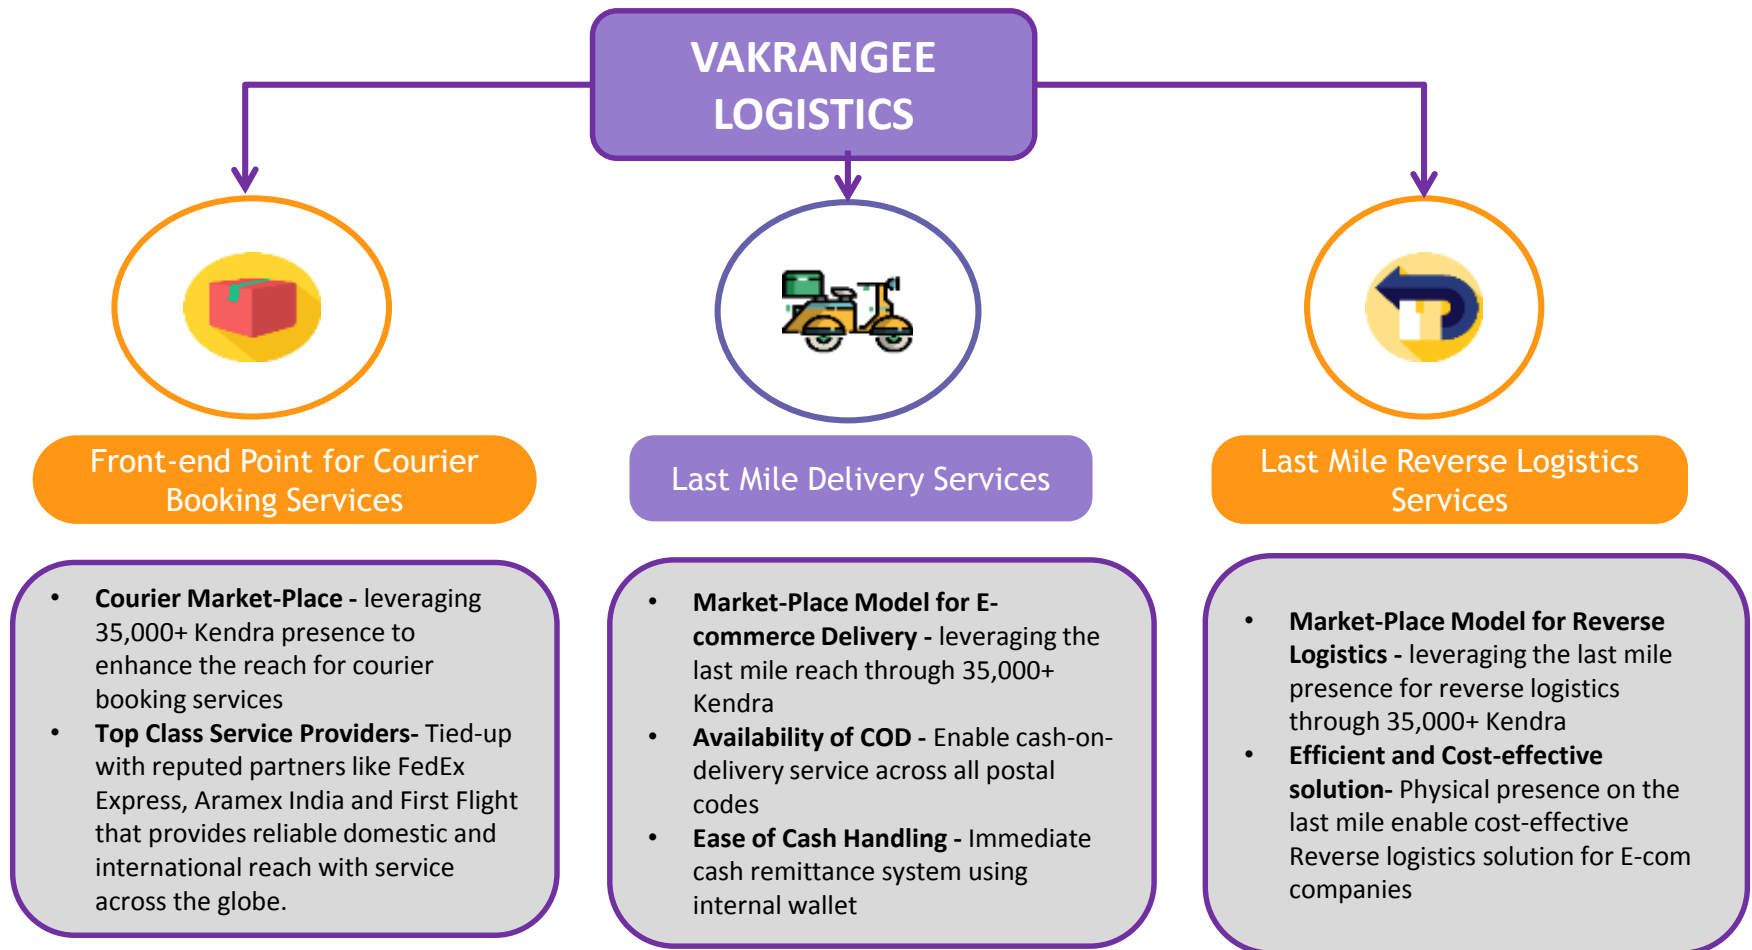 VAKRANGEE
LOGISTICS
Front-end Point for Courier
Booking Services
• Courier Market-Place - leveraging
35,000+ Kendra presence to
enhance the reach for courier
booking services
• Top Class Service Providers- Tied-up
with reputed partners like FedEx
Express, Aramex India and First Flight
that provides reliable domestic and
international reach with service
across the globe.
Last Mile Delivery Services
• Market-Place Model for E-
commerce Delivery - leveraging the
last mile reach through 35,000+
Kendra
• Availability of COD - Enable cash-on-
delivery service across all postal
codes
• Ease of Cash Handling - Immediate
cash remittance system using
internal wallet
Last Mile Reverse Logistics
Services
• Market-Place Model for Reverse
Logistics - leveraging the last mile
presence for reverse logistics
through 35,000+ Kendra
• Efficient and Cost-effective
solution- Physical presence on the
last mile enable cost-effective
Reverse logistics solution for E-com
companies